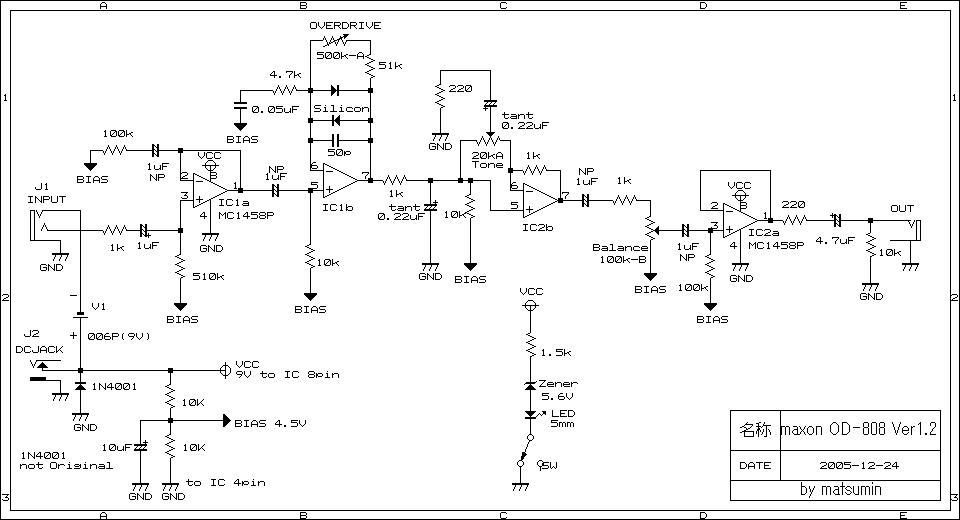 A B C D E
OVERDRIVE
500k-A
51k
4.7k
0.05uF
BIAS
Silicon
50p
220
tant
0.22uF
GND
20kA
Tone
1k
1
1
100k
BIAS
1uF
NP
VCC
8
2
3
1
4
IC1a
MC1458P
GND
NP
1uF
6
5
7
IC1b
1k
tant
0.22uF
GND
10k
BIAS
6
5
7
IC2b
NP
1uF
1k
J1
INPUT
GND
1k
1uF
510k
BIAS
10k
BIAS
Balance
100k-B
BIAS
1uF
NP
100k
BIAS
VCC
8
2
3
1
4
IC2a
MC1458P
GND
220
4.7uF
OUT
10k
GND
2
2
V1
006P(9V)
J2
DCJACK
1N4001
GND
VCC
9V to IC 8pin
10K
BIAS 4.5V
10uF
10K
GND GND
to IC 4pin
1N4001
not Original
VCC
1.5k
Zener
5.6V
LED
5mm
SW
名称 maxon OD-808 Ver1.2
DATE 2005-12-24
by matsumin
3
3
A B C D E